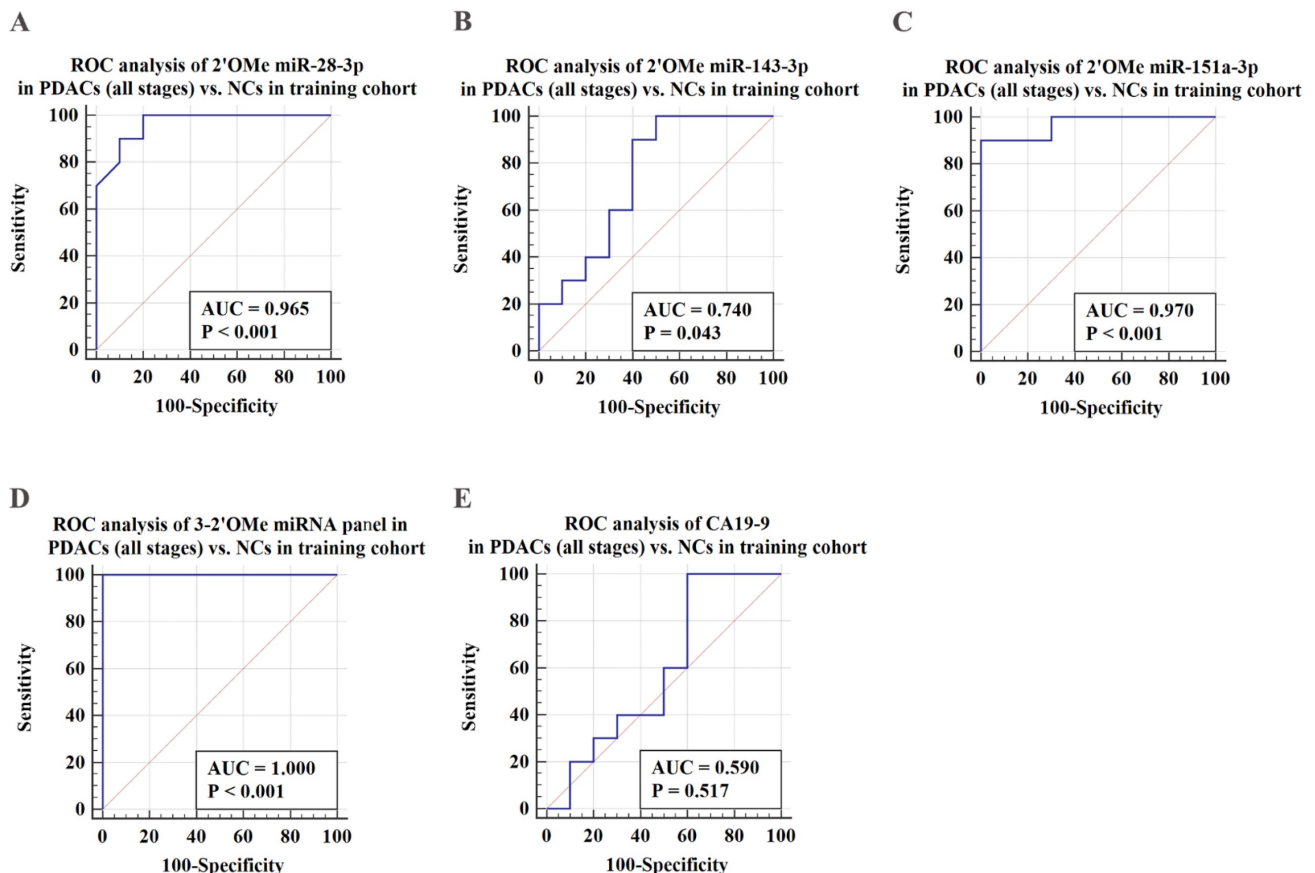 A
ROC analysis of 2'OMe miR-28-3p
in PDACs (all stages) vs. NCs in training cohort
100
80
60
40
20
0
Sensitivity
AUC = 0.965
P < 0.001
0 20 40 60 80 100
100-Specificity
B
ROC analysis of 2'OMe miR-143-3p
in PDACs (all stages) vs. NCs in training cohort
100
80
60
40
20
0
Sensitivity
AUC = 0.740
P = 0.043
0 20 40 60 80 100
100-Specificity
C
ROC analysis of 2'OMe miR-151a-3p
in PDACs (all stages) vs. NCs in training cohort
100
80
60
40
20
0
Sensitivity
AUC = 0.970
P < 0.001
0 20 40 60 80 100
100-Specificity
D
ROC analysis of 3-2'OMe miRNA panel in
PDACs (all stages) vs. NCs in training cohort
100
80
60
40
20
0
Sensitivity
AUC = 1.000
P < 0.001
0 20 40 60 80 100
100-Specificity
E
ROC analysis of CA19-9
in PDACs (all stages) vs. NCs in training cohort
100
80
60
40
20
0
Sensitivity
AUC = 0.590
P = 0.517
0 20 40 60 80 100
100-Specificity